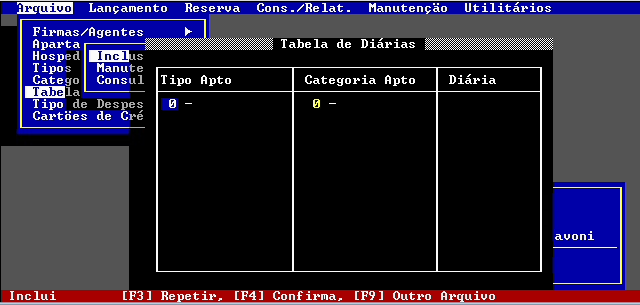 Arquivo Lançamento Reserva Cons./Relat. Manutenção Utilitários
Firmas/Agentes
Tabela de Diárias
Aparta
Hosped
Inclus
Tipos
Manute
Catego
Consul
Tabela
Tipo de Despes
Cartões de Cré
Tipo Apto Categoria Apto Diária
0 - 0 -
avoni
Inclui [F3] Repetir, [F4] Confirma, [F9] Outro Arquivo